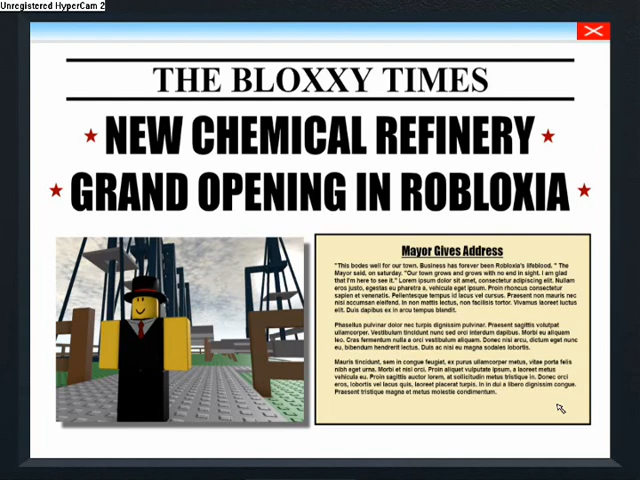 Unregistered HyperCam 2
THE BLOXXY TIMES
NEW CHEMICAL REFINERY
GRAND OPENING IN ROBLOXIA
Mayor Gives Address
"This bodes well for our town. Business has forever been Robloxia's lifeblood. " The
Mayor said, on saturday. "Our town grows and grows with no end in sight. I am glad
that I'm here to see it." Lorem ipsum dolor sit amet, consectetur adipiscing elit. Nullam
eros justo, egestas eu pharetra a, vehicula eget ipsum. Proin rhoncus consectetur
sapien et venenatis. Pellentesque tempus id lacus vel cursus. Praesent non mauris nec
nisi accumsan eleifend. In non mattis lectus, non facilisis tortor. Vivamus laoreet luctus
elit. Duis dapibus ex in arcu tempus blandit.
Phasellus pulvinar dolor nec turpis dignissim pulvinar. Praesent sagittis volutpat
ullamcorper. Vestibulum tincidunt nunc sed orci interdum dapibus. Morbi eu aliquam
leo. Cras fermentum nulla a orci vestibulum aliquam. Donec nisi arcu, dictum eget nunc
eu, bibendum hendrerit lectus. Duis ac nisi eu magna sodales lobortis.
Mauris tincidunt, sem in congue feugiat, ex purus ullamcorper metus, vitae porta felis
nibh eget urna. Morbi et nisl orci. Proin aliquet vulputate ipsum, a laoreet metus
vehicula eu. Proin sagittis auctor lorem, at sollicitudin metus tristique in. Donec orci
eros, lobortis vel lacus quis, laoreet placerat turpis. In in dui a libero dignissim congue.
Praesent tristique magna et metus molestie condimentum.